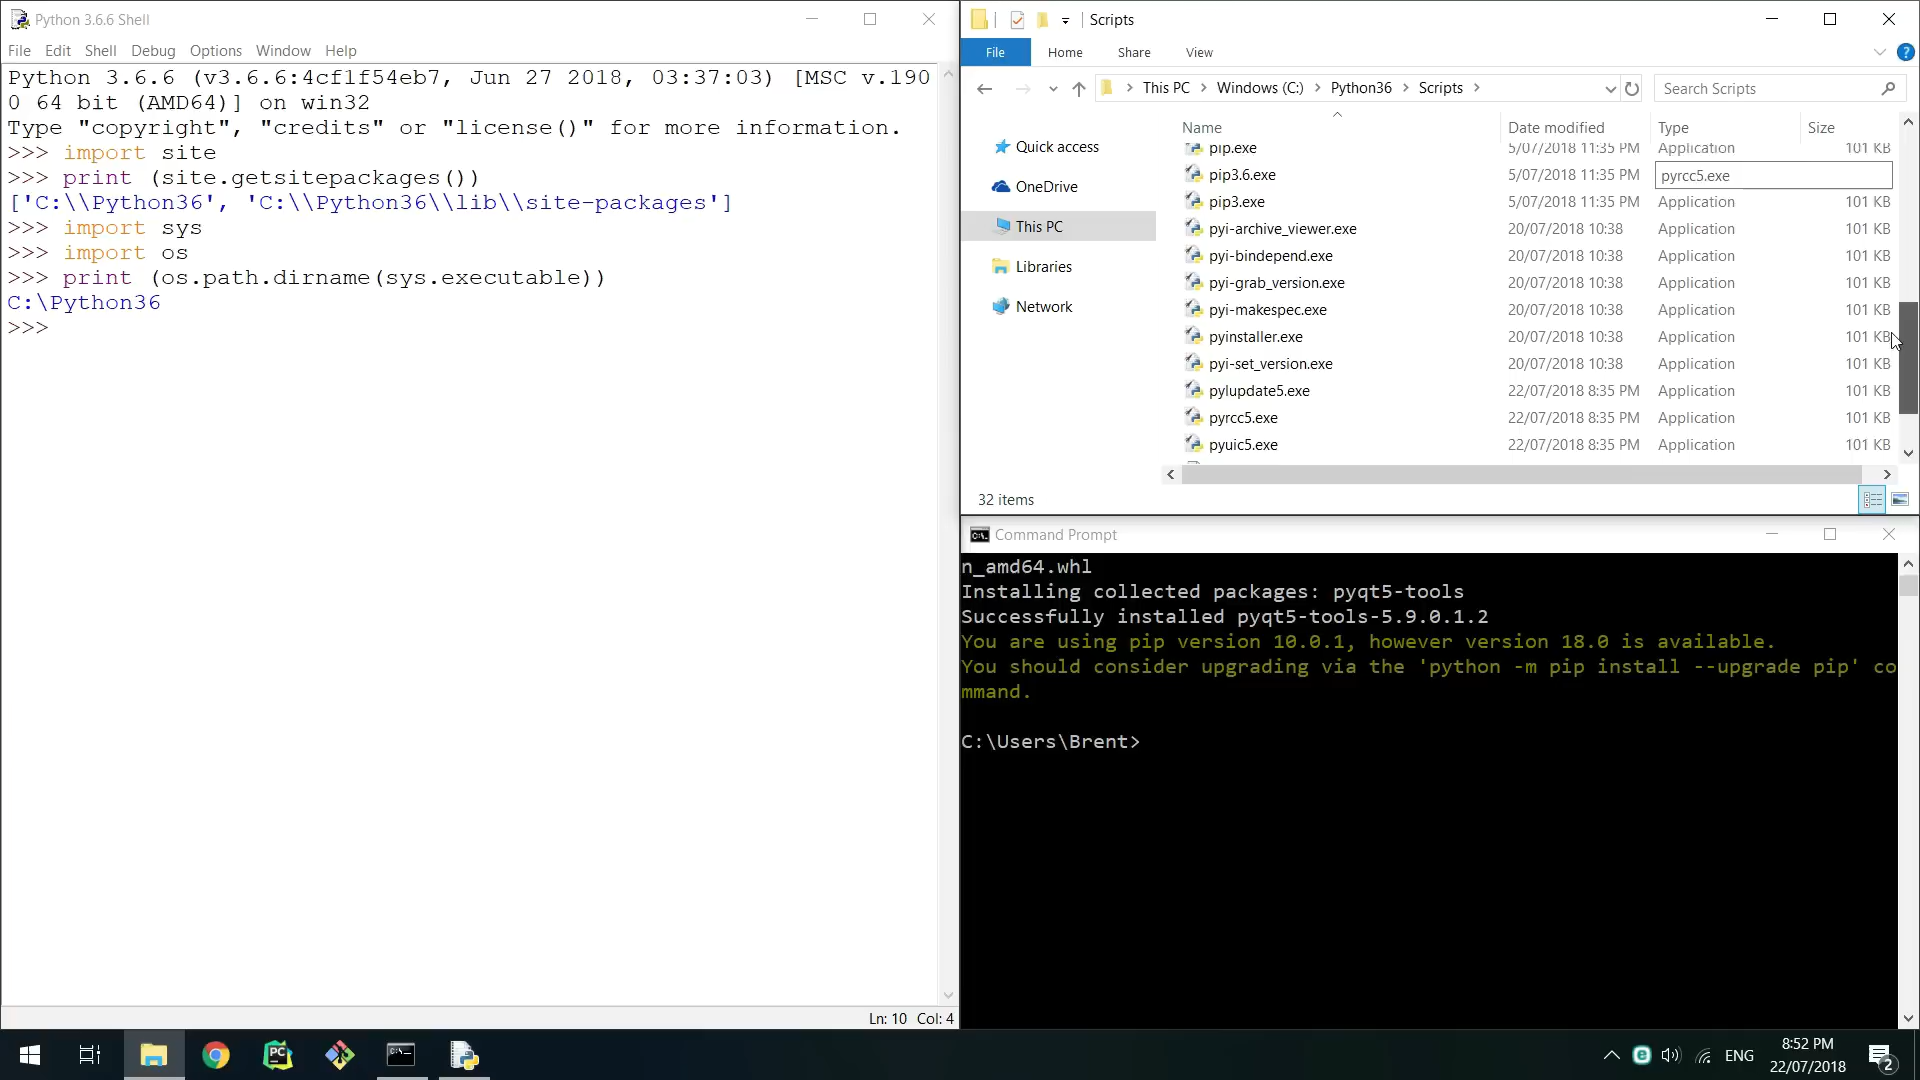 Python 3.6.6 Shell
File Edit Shell Debug Options Window Help
Python 3.6.6 (v3.6.6:4cf1f54eb7, Jun 27 2018, 03:37:03) [MSC v.190
0 64 bit (AMD64)] on win32
Type "copyright", "credits" or "license()" for more information.
>>> import site
>>> print (site.getsitepackages())
['C:\\Python36', 'C:\\Python36\\lib\\site-packages']
>>> import sys
>>> import os
>>> print (os.path.dirname(sys.executable))
C:\Python36
>>>
Ln: 10 Col: 4
Scripts
File Home Share View
This PC Windows (C:) Python36 Scripts
Search Scripts
Quick access
OneDrive
This PC
Libraries
Network
Name Date modified Type Size
pip.exe 5/07/2018 11:35 PM Application 101 KB
pip3.6.exe 5/07/2018 11:35 PM pyrcc5.exe
pip3.exe 5/07/2018 11:35 PM Application 101 KB
pyi-archive_viewer.exe 20/07/2018 10:38 Application 101 KB
pyi-bindepend.exe 20/07/2018 10:38 Application 101 KB
pyi-grab_version.exe 20/07/2018 10:38 Application 101 KB
pyi-makespec.exe 20/07/2018 10:38 Application 101 KB
pyinstaller.exe 20/07/2018 10:38 Application 101 KB
pyi-set_version.exe 20/07/2018 10:38 Application 101 KB
pylupdate5.exe 22/07/2018 8:35 PM Application 101 KB
pyrcc5.exe 22/07/2018 8:35 PM Application 101 KB
pyuic5.exe 22/07/2018 8:35 PM Application 101 KB
32 items
Command Prompt
n_amd64.whl
Installing collected packages: pyqt5-tools
Successfully installed pyqt5-tools-5.9.0.1.2
You are using pip version 10.0.1, however version 18.0 is available.
You should consider upgrading via the 'python -m pip install --upgrade pip' co
mmand.
C:\Users\Brent>
ENG
8:52 PM
22/07/2018
2